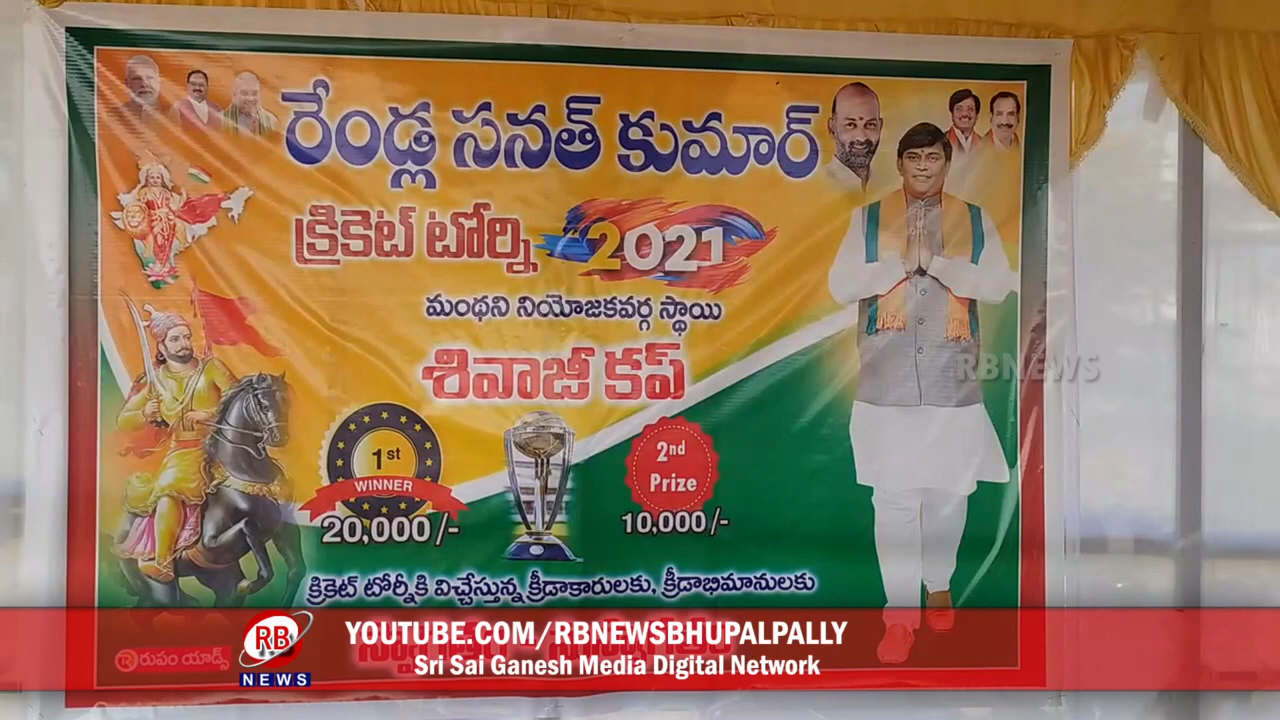 రేండ్ల సనత్ కుమార్
క్రికెట్ టోర్ని 2021
మంథని నియోజకవర్గ స్థాయి
శివాజీ కప్
1st
WINNER
20,000/-
2nd
Prize
10,000/-
RBNEWS
క్రికెట్ టోర్నీకి విచ్చేస్తున్న క్రీడాకారులకు, క్రీడాభిమానులకు
రుపం యాడ్స్
RB
NEWS
YOUTUBE.COM/RBNEWSBHUPALPALLY
Sri Sai Ganesh Media Digital Network